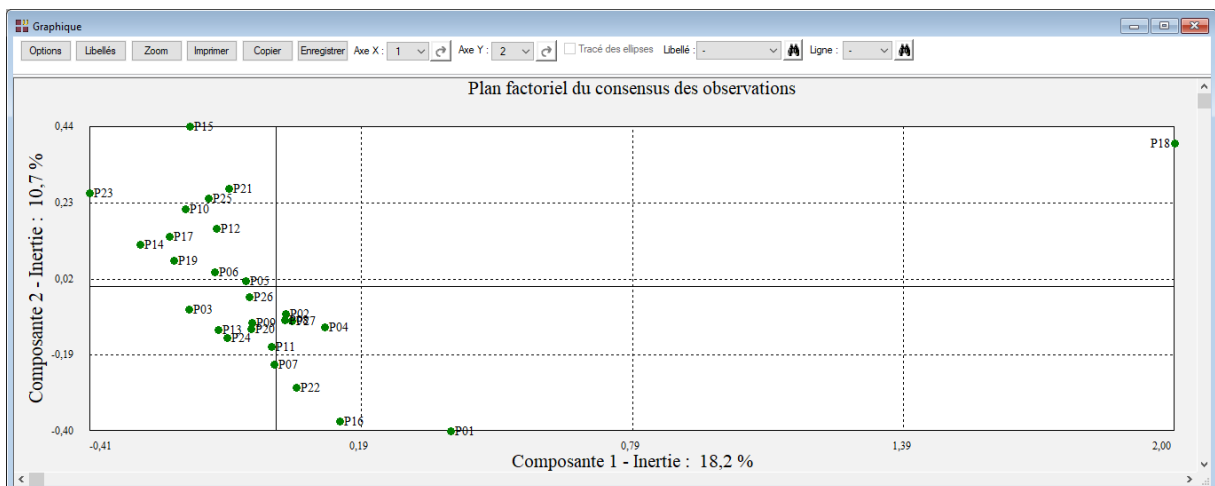 Graphique
Options Libellés Zoom Imprimer Copier Enregistrer Axe X : 1 Axe Y : 2 Tracé des ellipses Libellé : - Ligne : -
Plan factoriel du consensus des observations
0,44 P15
P18
P23 P21
P25
0,23 P10
P12
P17
P14
P19
P06
0,02 P05
P26
P03 P02
P09 P27 P04
P13 P20
P24
P11
-0,19
P07
P22
P16
-0,40 P01
-0,41 0,19 0,79 1,39 2,00
Composante 1 - Inertie : 18,2 %
Composante 2 - Inertie : 10,7 %